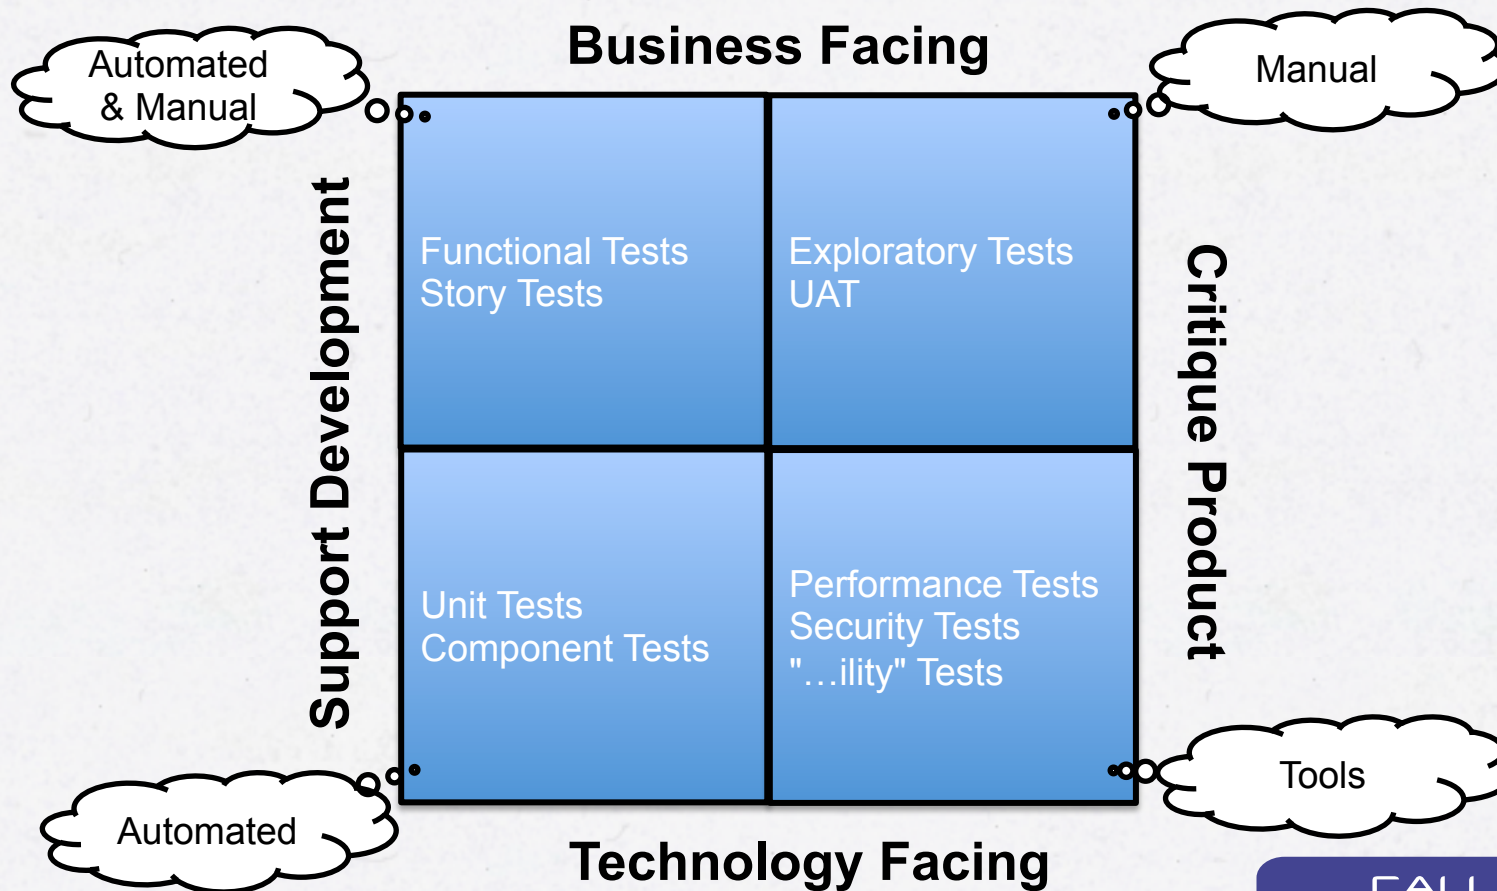 Business Facing
Automated
& Manual
Manual
Support Development
Functional Tests
Story Tests
Exploratory Tests
UAT
Critique Product
Unit Tests
Component Tests
Performance Tests
Security Tests
"…ility" Tests
Automated
Tools
Technology Facing